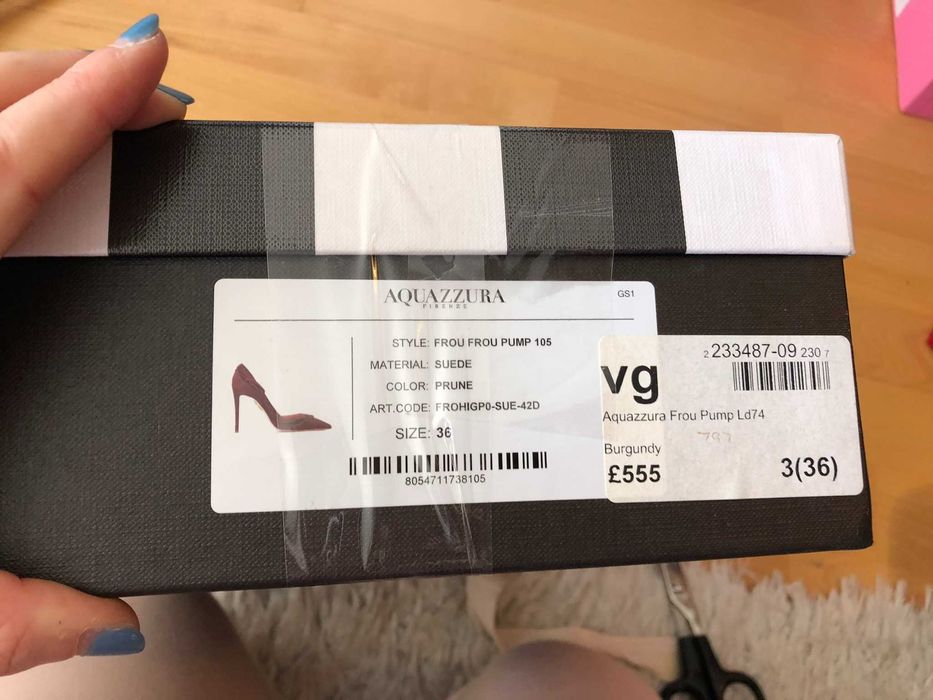 AQUAZZURA
FIRENZE
GS1
STYLE: FROU FROU PUMP 105
MATERIAL: SUEDE
COLOR: PRUNE
ART.CODE: FROHIGP0-SUE-42D
SIZE: 36
8054711738105
vg
2 233487-09 230 7
Aquazzura Frou Pump Ld74
797
Burgundy
£555
3(36)